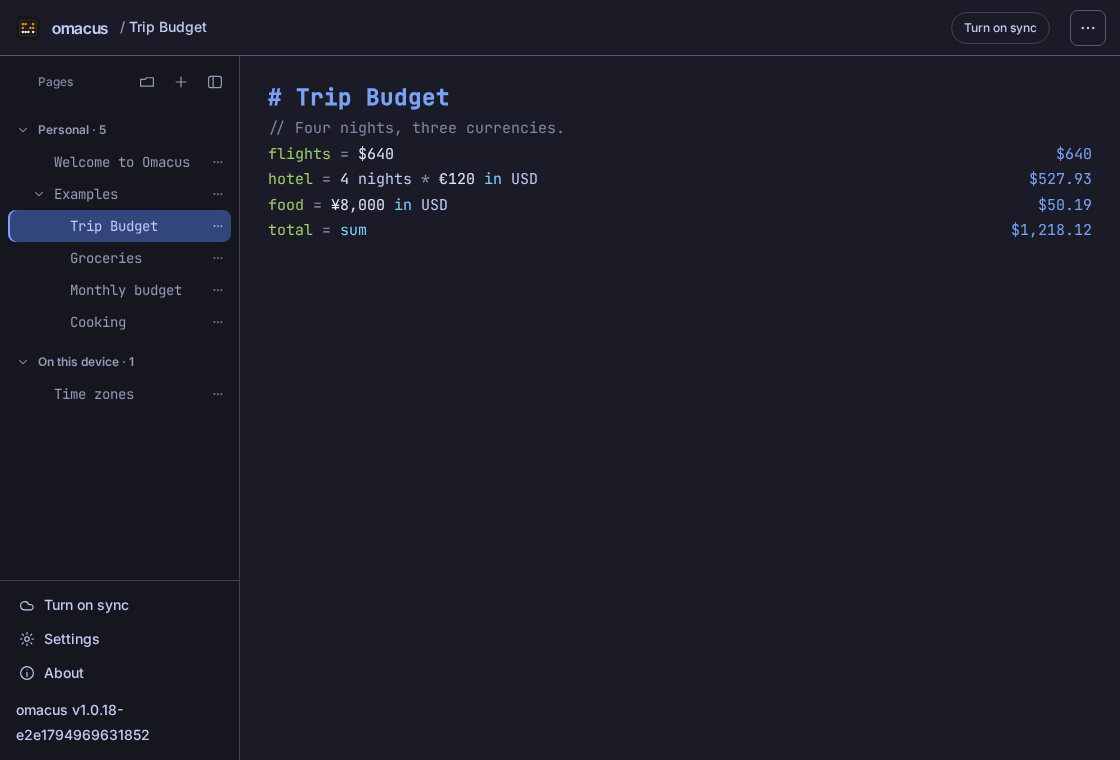 omacus / Trip Budget
Turn on sync
Pages
Personal · 5
Welcome to Omacus
Examples
Trip Budget
Groceries
Monthly budget
Cooking
On this device · 1
Time zones
Turn on sync
Settings
About
omacus v1.0.18-
e2e1794969631852
# Trip Budget
// Four nights, three currencies.
flights = $640 $640
hotel = 4 nights * €120 in USD $527.93
food = ¥8,000 in USD $50.19
total = sum $1,218.12